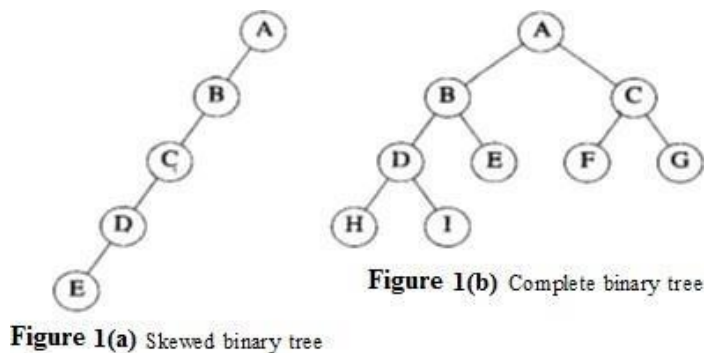 A
B
C
D
E
Figure 1(a) Skewed binary tree
A
B C
D E F G
H I
Figure 1(b) Complete binary tree